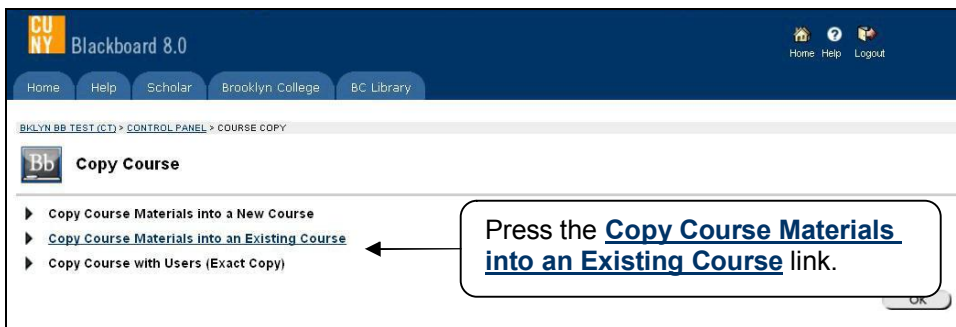 CU
NY Blackboard 8.0
Home Help Logout
Home Help Scholar Brooklyn College BC Library
BKLYN BB TEST (CT) > CONTROL PANEL > COURSE COPY
Bb Copy Course
Copy Course Materials into a New Course
Copy Course Materials into an Existing Course
Copy Course with Users (Exact Copy)
Press the Copy Course Materials
into an Existing Course link.
OK